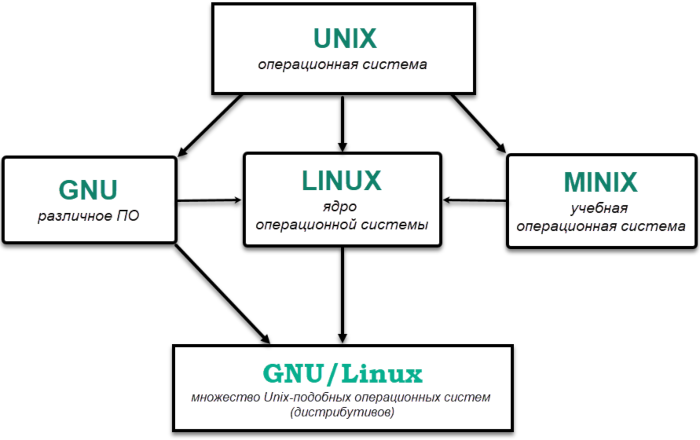 UNIX
операционная система
GNU
различное ПО
LINUX
ядро
операционной системы
MINIX
учебная
операционная система
GNU/Linux
множество Unix-подобных операционных систем
(дистрибутивов)